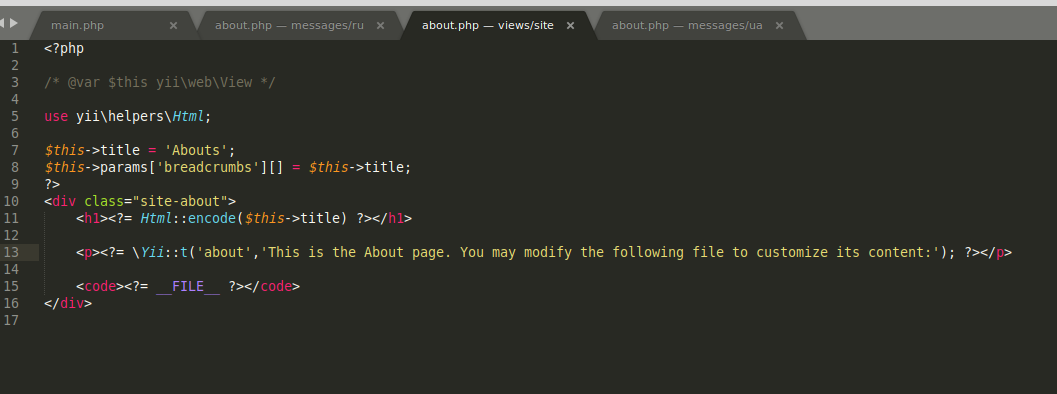 main.php × about.php — messages/ru × about.php — views/site × about.php — messages/ua ×
1 <?php
2
3 /* @var $this yii\web\View */
4
5 use yii\helpers\Html;
6
7 $this->title = 'Abouts';
8 $this->params['breadcrumbs'][] = $this->title;
9 ?>
10 <div class="site-about">
11     <h1><?= Html::encode($this->title) ?></h1>
12
13     <p><?= \Yii::t('about','This is the About page. You may modify the following file to customize its content:'); ?></p>
14
15     <code><?= __FILE__ ?></code>
16 </div>
17